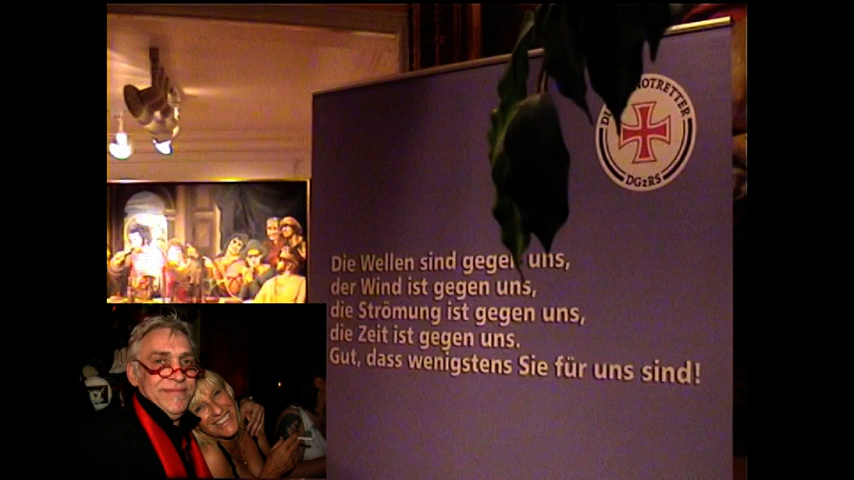 NOTRETTER
DGzRS
Die Wellen sind gegen uns,
der Wind ist gegen uns,
die Strömung ist gegen uns,
die Zeit ist gegen uns.
Gut, dass wenigstens Sie für uns sind!